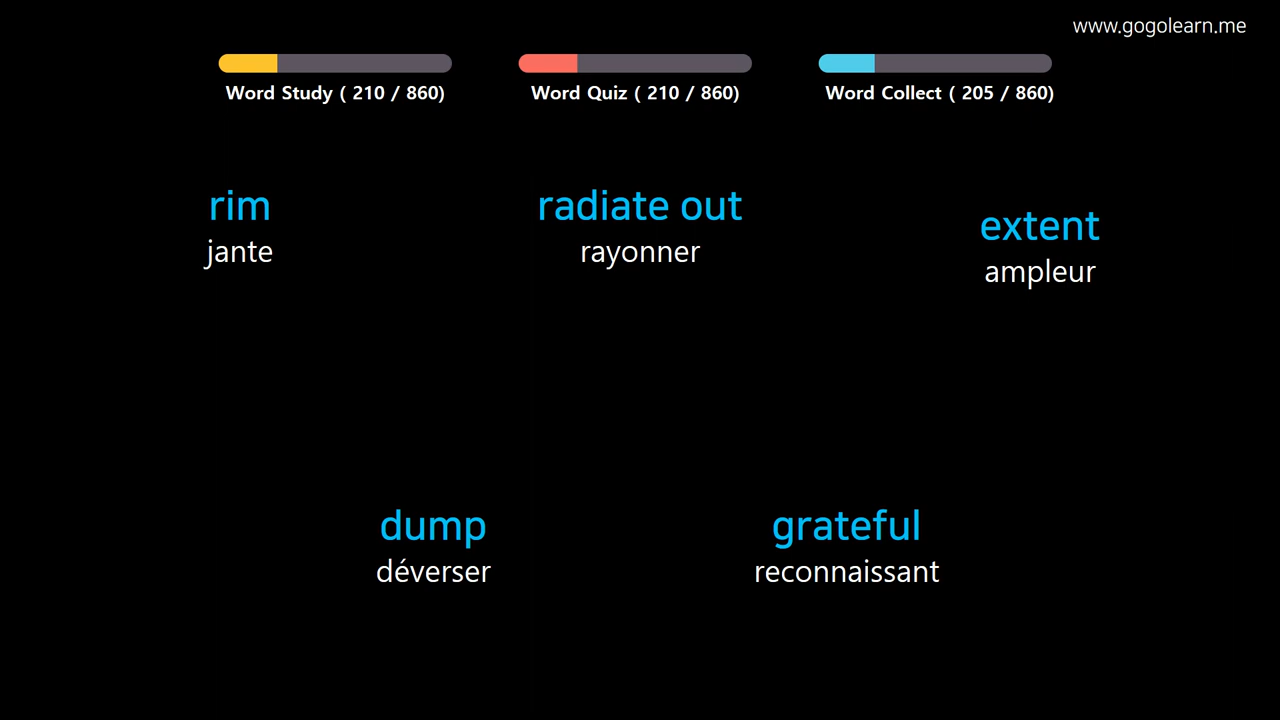 www.gogolearn.me
Word Study ( 210 / 860)
Word Quiz ( 210 / 860)
Word Collect ( 205 / 860)
rim
jante
radiate out
rayonner
extent
ampleur
dump
déverser
grateful
reconnaissant